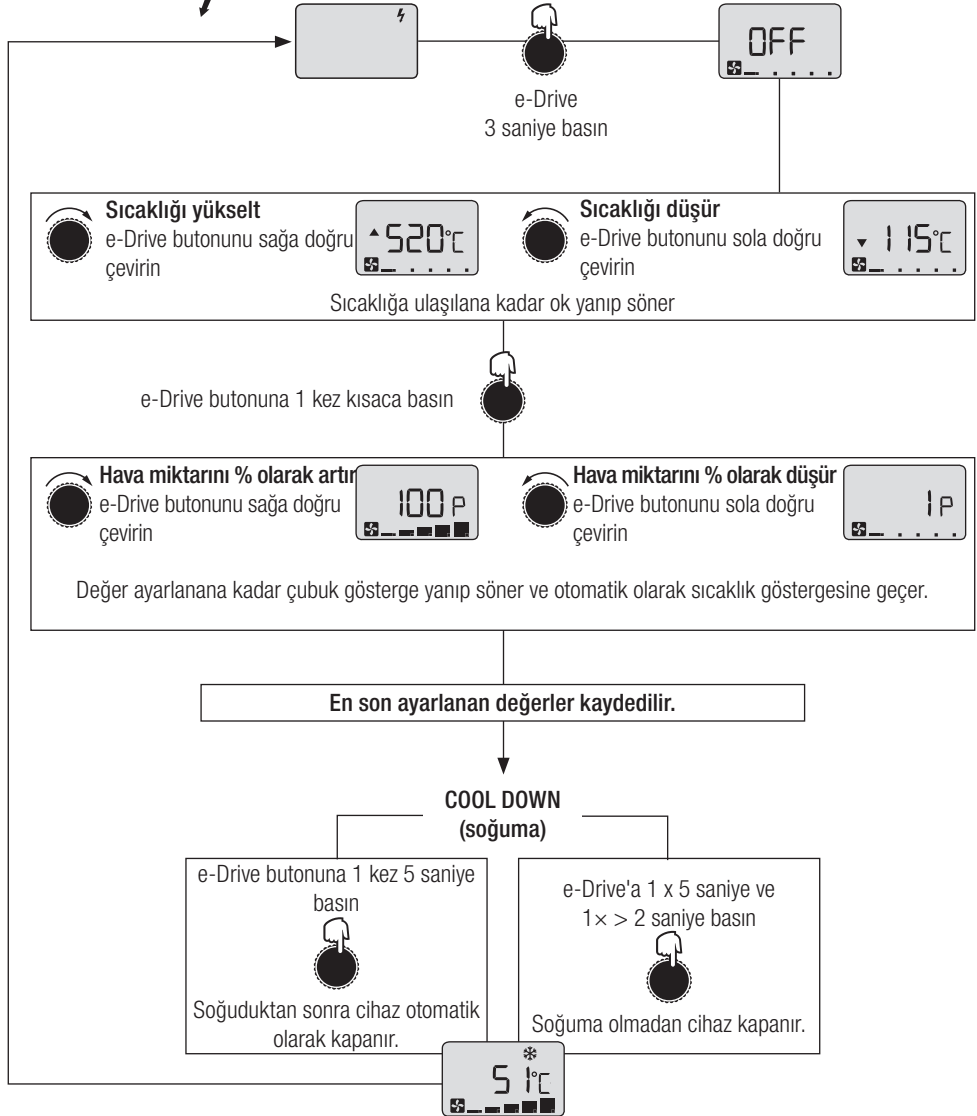 OFF
e-Drive
3 saniye basın
Sıcaklığı yükselt
e-Drive butonunu sağa doğru
çevirin
520°C
Sıcaklığı düşür
e-Drive butonunu sola doğru
çevirin
115°C
Sıcaklığa ulaşılana kadar ok yanıp söner
e-Drive butonuna 1 kez kısaca basın
Hava miktarını % olarak artır
e-Drive butonunu sağa doğru
çevirin
100 P
Hava miktarını % olarak düşür
e-Drive butonunu sola doğru
çevirin
1 P
Değer ayarlanana kadar çubuk gösterge yanıp söner ve otomatik olarak sıcaklık göstergesine geçer.
En son ayarlanan değerler kaydedilir.
COOL DOWN
(soğuma)
e-Drive butonuna 1 kez 5 saniye
basın
Soğuduktan sonra cihaz otomatik
olarak kapanır.
e-Drive'a 1 x 5 saniye ve
1× > 2 saniye basın
Soğuma olmadan cihaz kapanır.
51°C